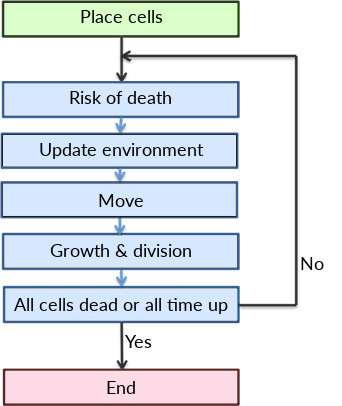 Place cells
Risk of death
Update environment
Move
Growth & division
No
All cells dead or all time up
Yes
End